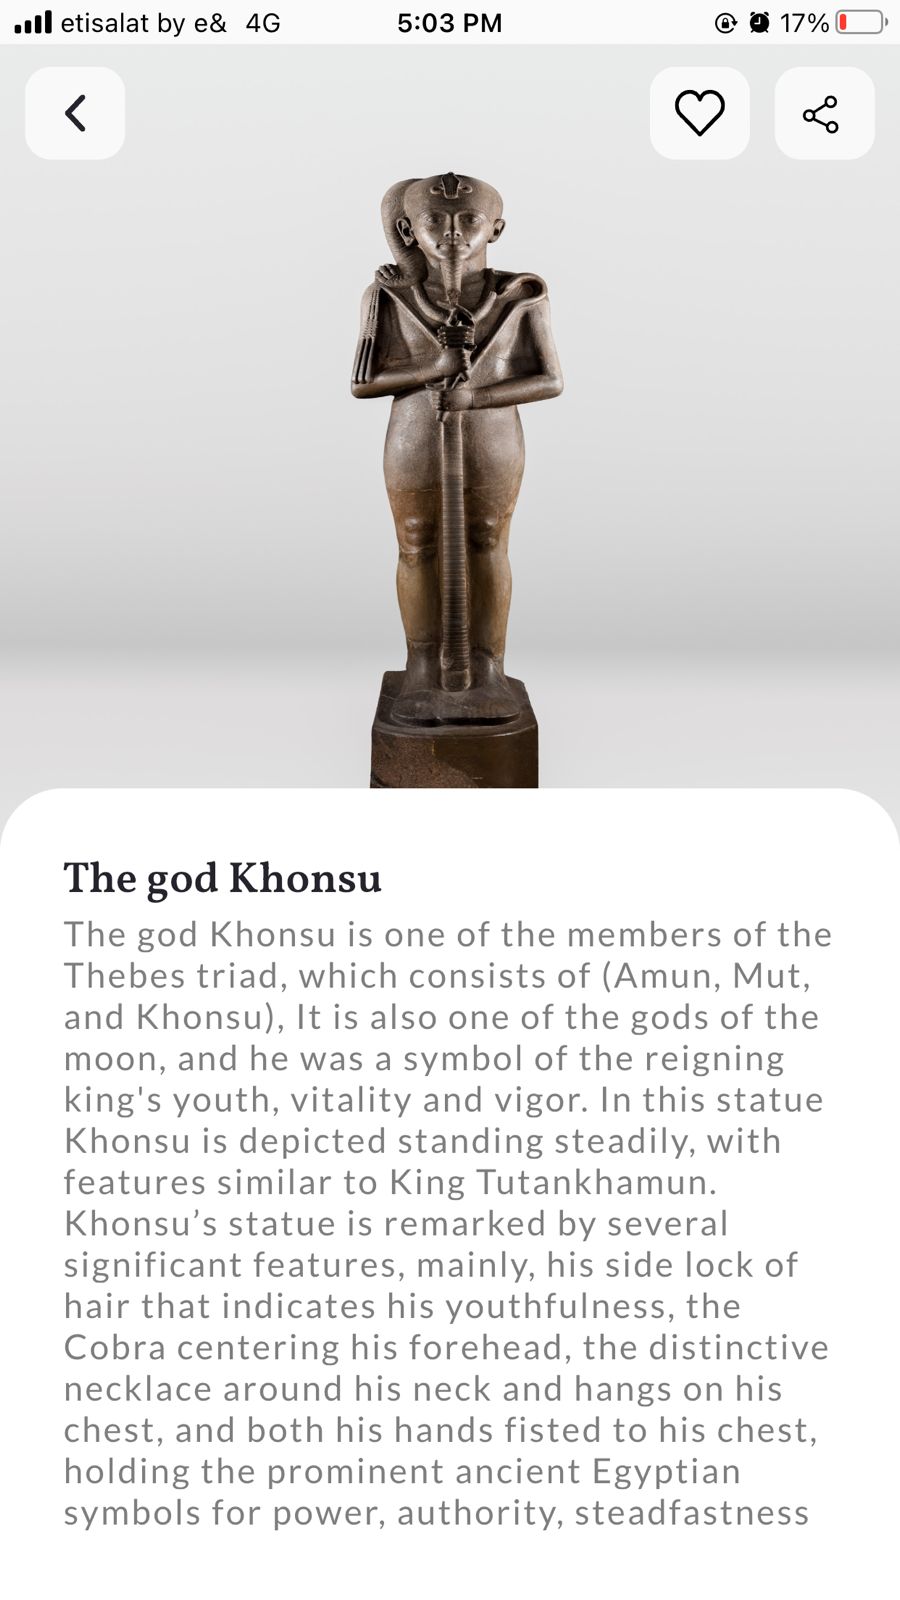 etisalat by e& 4G 5:03 PM 17%
The god Khonsu
The god Khonsu is one of the members of the
Thebes triad, which consists of (Amun, Mut,
and Khonsu), It is also one of the gods of the
moon, and he was a symbol of the reigning
king's youth, vitality and vigor. In this statue
Khonsu is depicted standing steadily, with
features similar to King Tutankhamun.
Khonsu’s statue is remarked by several
significant features, mainly, his side lock of
hair that indicates his youthfulness, the
Cobra centering his forehead, the distinctive
necklace around his neck and hangs on his
chest, and both his hands fisted to his chest,
holding the prominent ancient Egyptian
symbols for power, authority, steadfastness